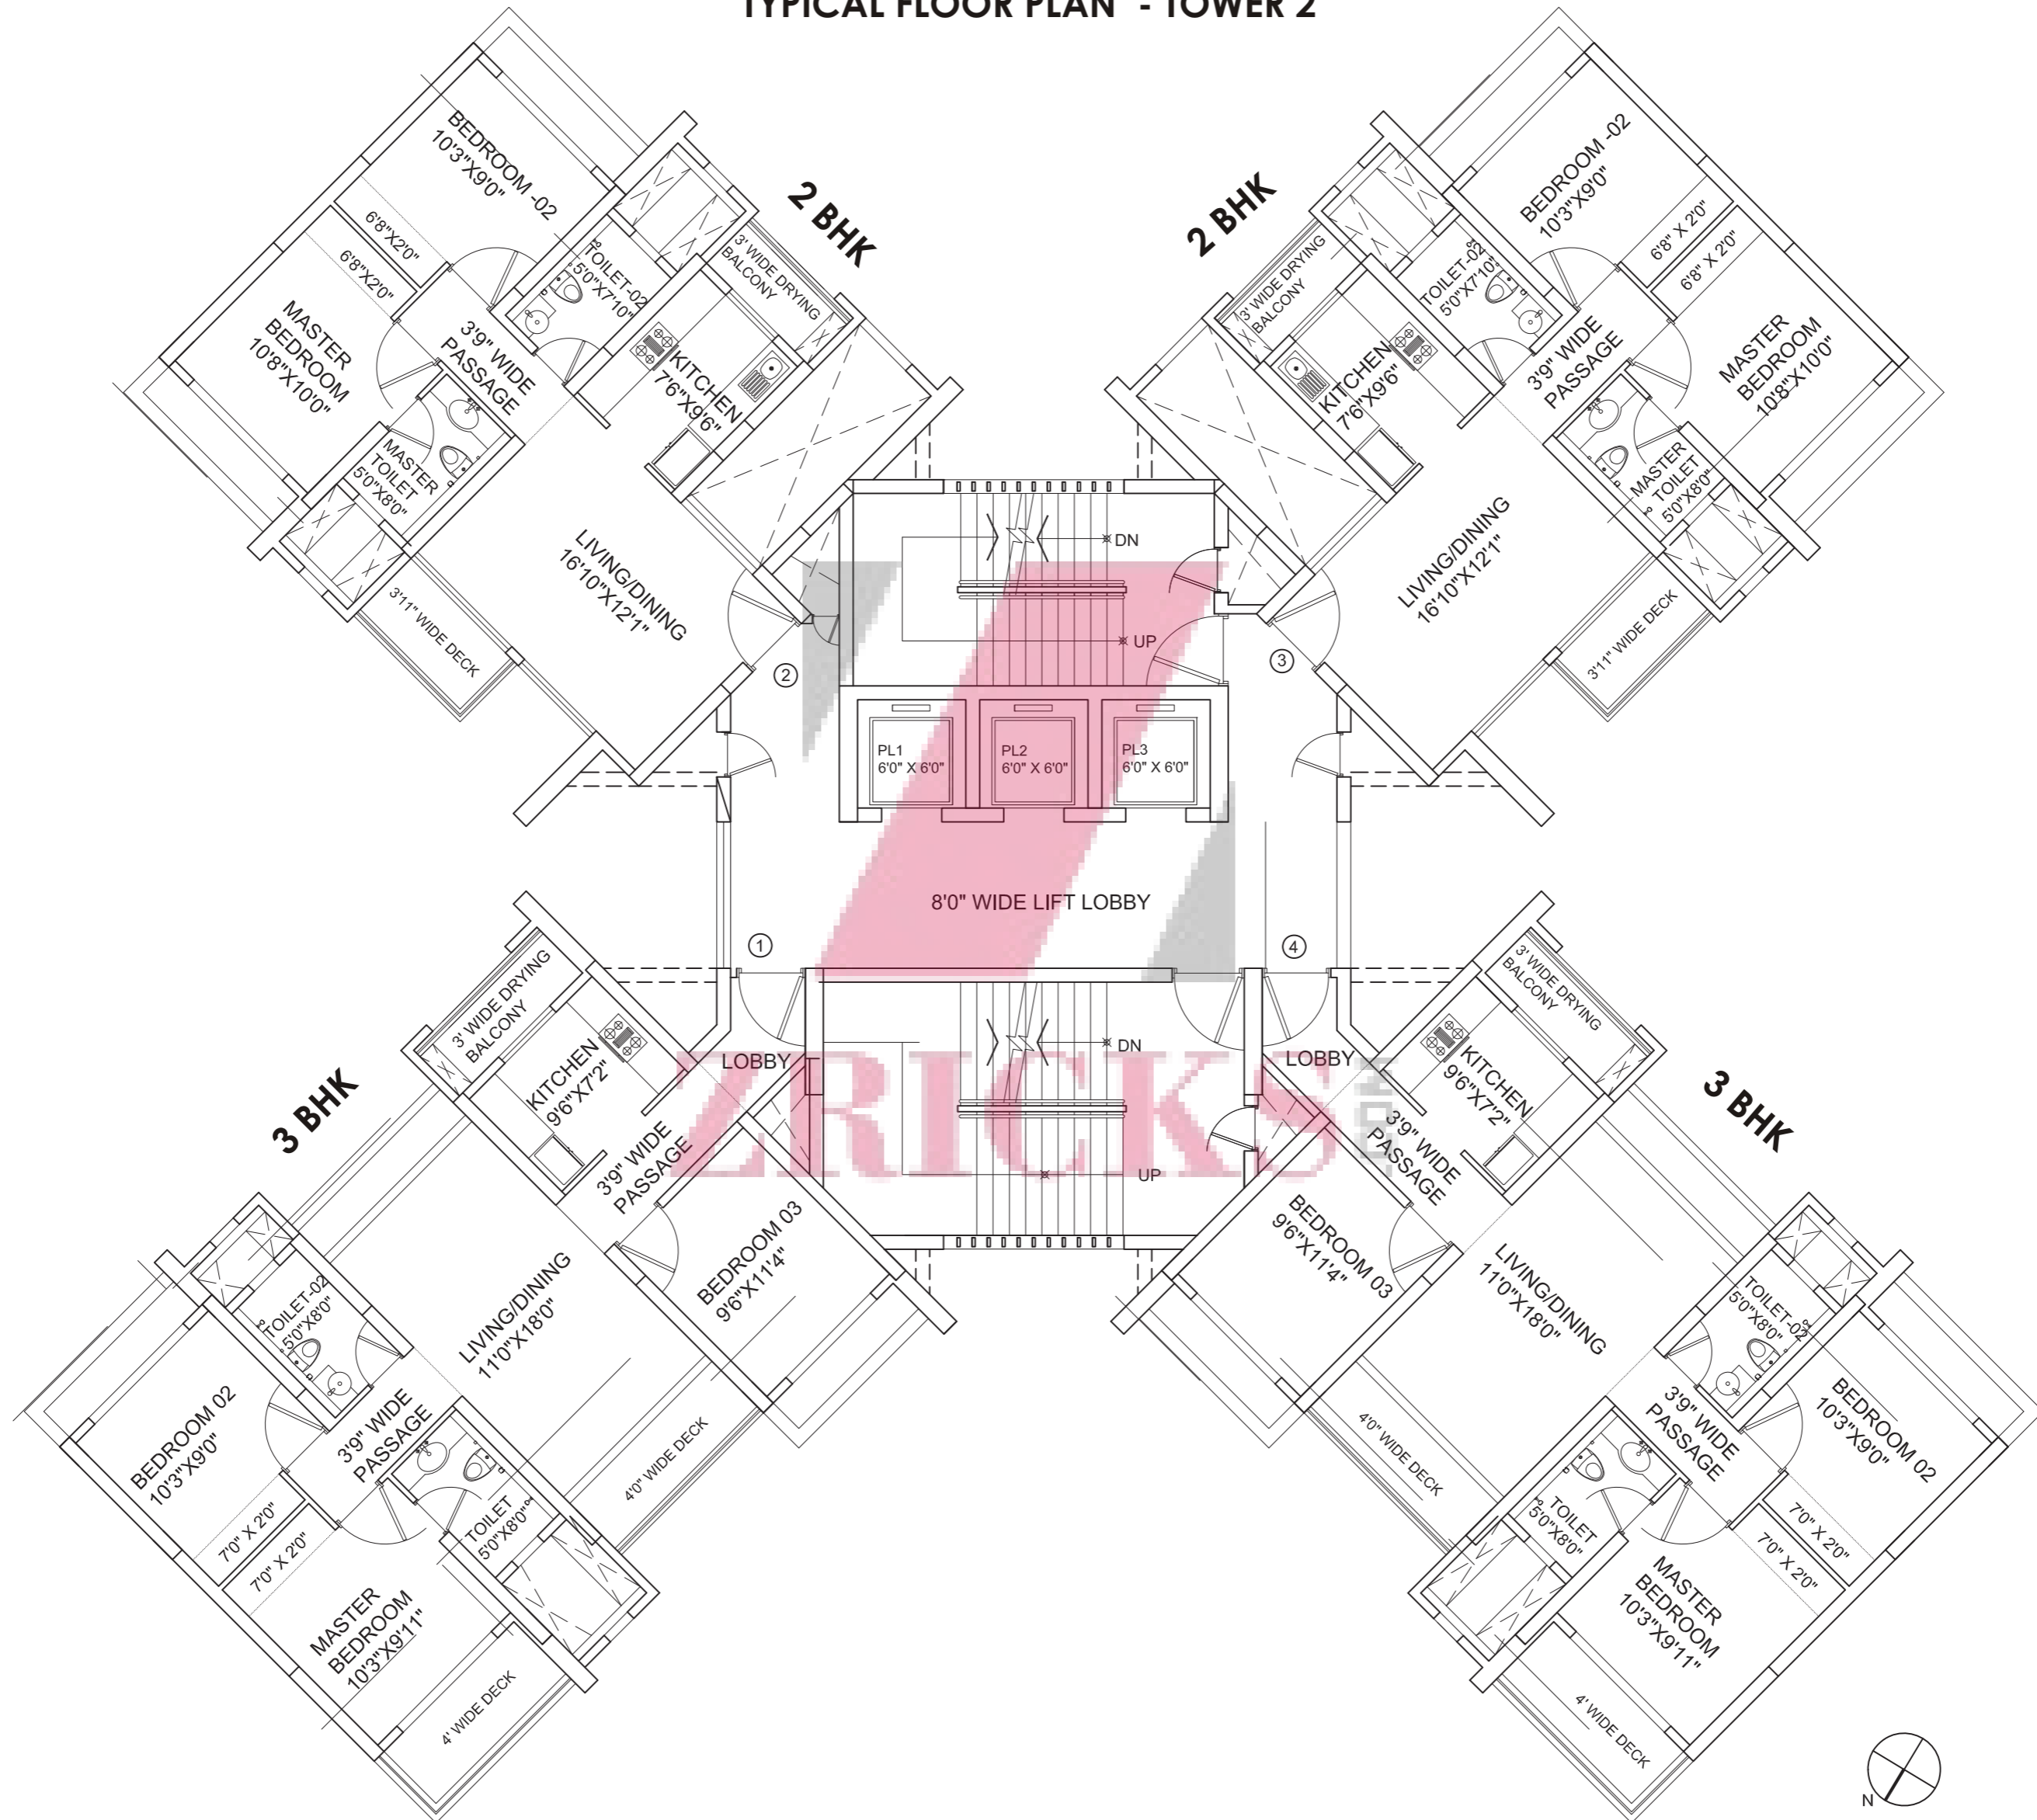 TYPICAL FLOOR PLAN - TOWER 2
2 BHK
BEDROOM -02
10'3"X9'0"
6'8"X2'0"
6'8"X2'0"
MASTER
BEDROOM
10'8"X10'0"
3'9" WIDE
PASSAGE
TOILET-02
5'0"X7'10"
3' WIDE DRYING
BALCONY
KITCHEN
7'6"X9'6"
MASTER
TOILET
5'0"X8'0"
LIVING/DINING
16'10"X12'1"
3'11" WIDE DECK
2
2 BHK
BEDROOM -02
10'3"X9'0"
6'8" X 2'0"
6'8" X 2'0"
MASTER
BEDROOM
10'8"X10'0"
3'9" WIDE
PASSAGE
TOILET-02
5'0"X7'10"
3' WIDE DRYING
BALCONY
KITCHEN
7'6"X9'6"
MASTER
TOILET
5'0"X8'0"
LIVING/DINING
16'10"X12'1"
3'11" WIDE DECK
3
DN
UP
PL1
6'0" X 6'0"
PL2
6'0" X 6'0"
PL3
6'0" X 6'0"
8'0" WIDE LIFT LOBBY
1
4
DN
UP
ZRICKS
.COM
3 BHK
LOBBY
3' WIDE DRYING
BALCONY
KITCHEN
9'6"X7'2"
3'9" WIDE
PASSAGE
BEDROOM 03
9'6"X11'4"
LIVING/DINING
11'0"X18'0"
TOILET-02
5'0"X8'0"
BEDROOM 02
10'3"X9'0"
3'9" WIDE
PASSAGE
7'0" X 2'0"
7'0" X 2'0"
TOILET
5'0"X8'0"
4'0" WIDE DECK
MASTER
BEDROOM
10'3"X9'11"
4' WIDE DECK
3 BHK
LOBBY
3' WIDE DRYING
BALCONY
KITCHEN
9'6"X7'2"
3'9" WIDE
PASSAGE
BEDROOM 03
9'6"X11'4"
LIVING/DINING
11'0"X18'0"
TOILET-02
5'0"X8'0"
BEDROOM 02
10'3"X9'0"
3'9" WIDE
PASSAGE
7'0" X 2'0"
7'0" X 2'0"
TOILET
5'0"X8'0"
4'0" WIDE DECK
MASTER
BEDROOM
10'3"X9'11"
4' WIDE DECK
N